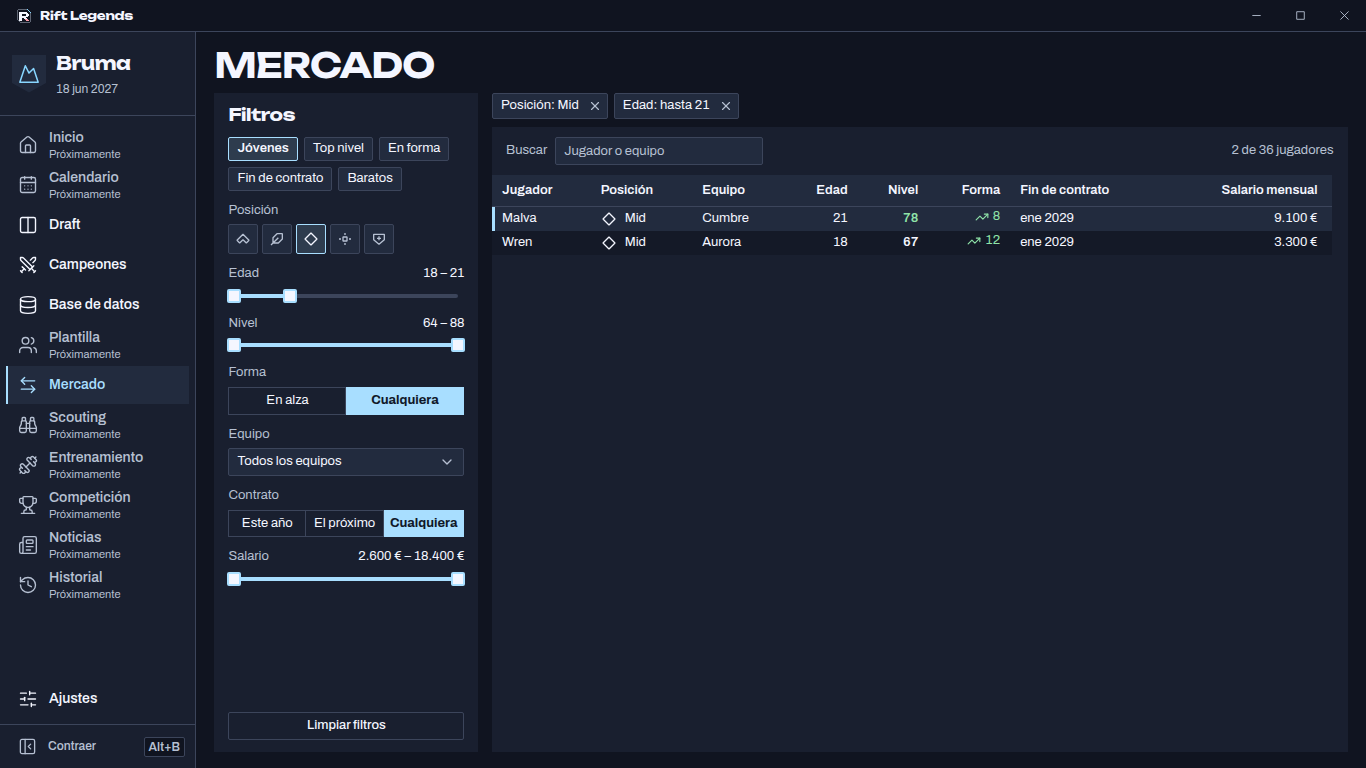 Rift Legends
Bruma
18 jun 2027
Inicio
Próximamente
Calendario
Próximamente
Draft
Campeones
Base de datos
Plantilla
Próximamente
Mercado
Scouting
Próximamente
Entrenamiento
Próximamente
Competición
Próximamente
Noticias
Próximamente
Historial
Próximamente
Ajustes
Contraer Alt+B
MERCADO
Filtros
Jóvenes Top nivel En forma
Fin de contrato Baratos
Posición
Edad 18 – 21
Nivel 64 – 88
Forma
En alza Cualquiera
Equipo
Todos los equipos
Contrato
Este año El próximo Cualquiera
Salario 2.600 € – 18.400 €
Limpiar filtros
Posición: Mid Edad: hasta 21
Buscar Jugador o equipo 2 de 36 jugadores
Jugador Posición Equipo Edad Nivel Forma Fin de contrato Salario mensual
Malva Mid Cumbre 21 78 8 ene 2029 9.100 €
Wren Mid Aurora 18 67 12 ene 2029 3.300 €